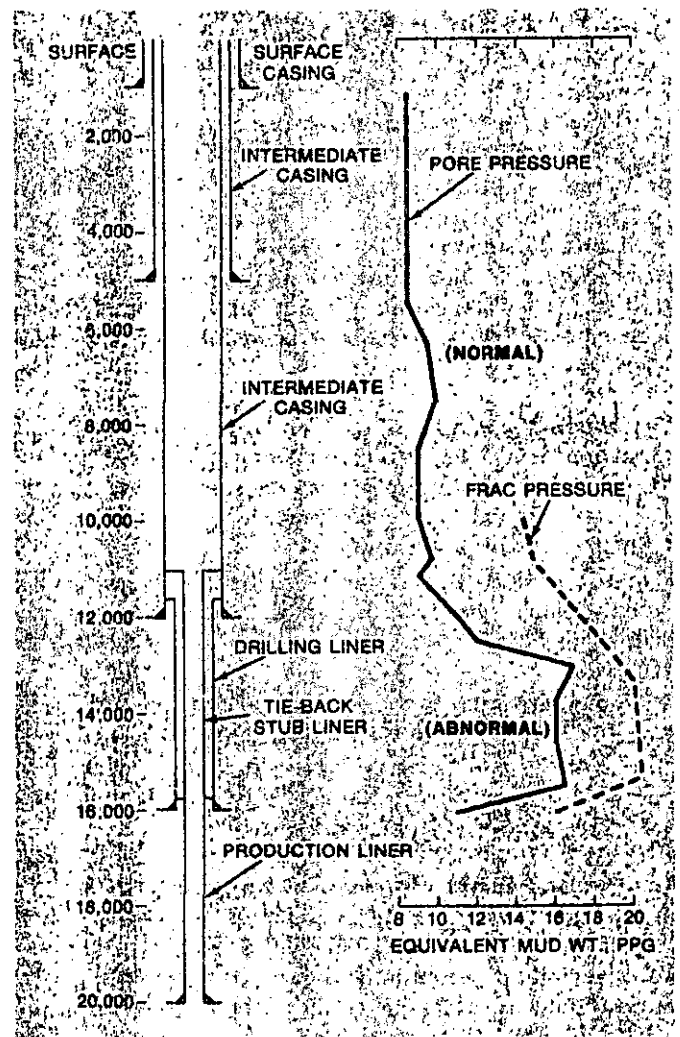 SURFACE
SURFACE
CASING
2,000
INTERMEDIATE
CASING
PORE PRESSURE
4,000
6,000
(NORMAL)
INTERMEDIATE
CASING
8,000
FRAC PRESSURE
10,000
12,000
DRILLING LINER
TIE-BACK
STUB LINER
14,000
(ABNORMAL)
16,000
PRODUCTION LINER
18,000
8 10 12 14 16 18 20
EQUIVALENT MUD WT. PPG
20,000